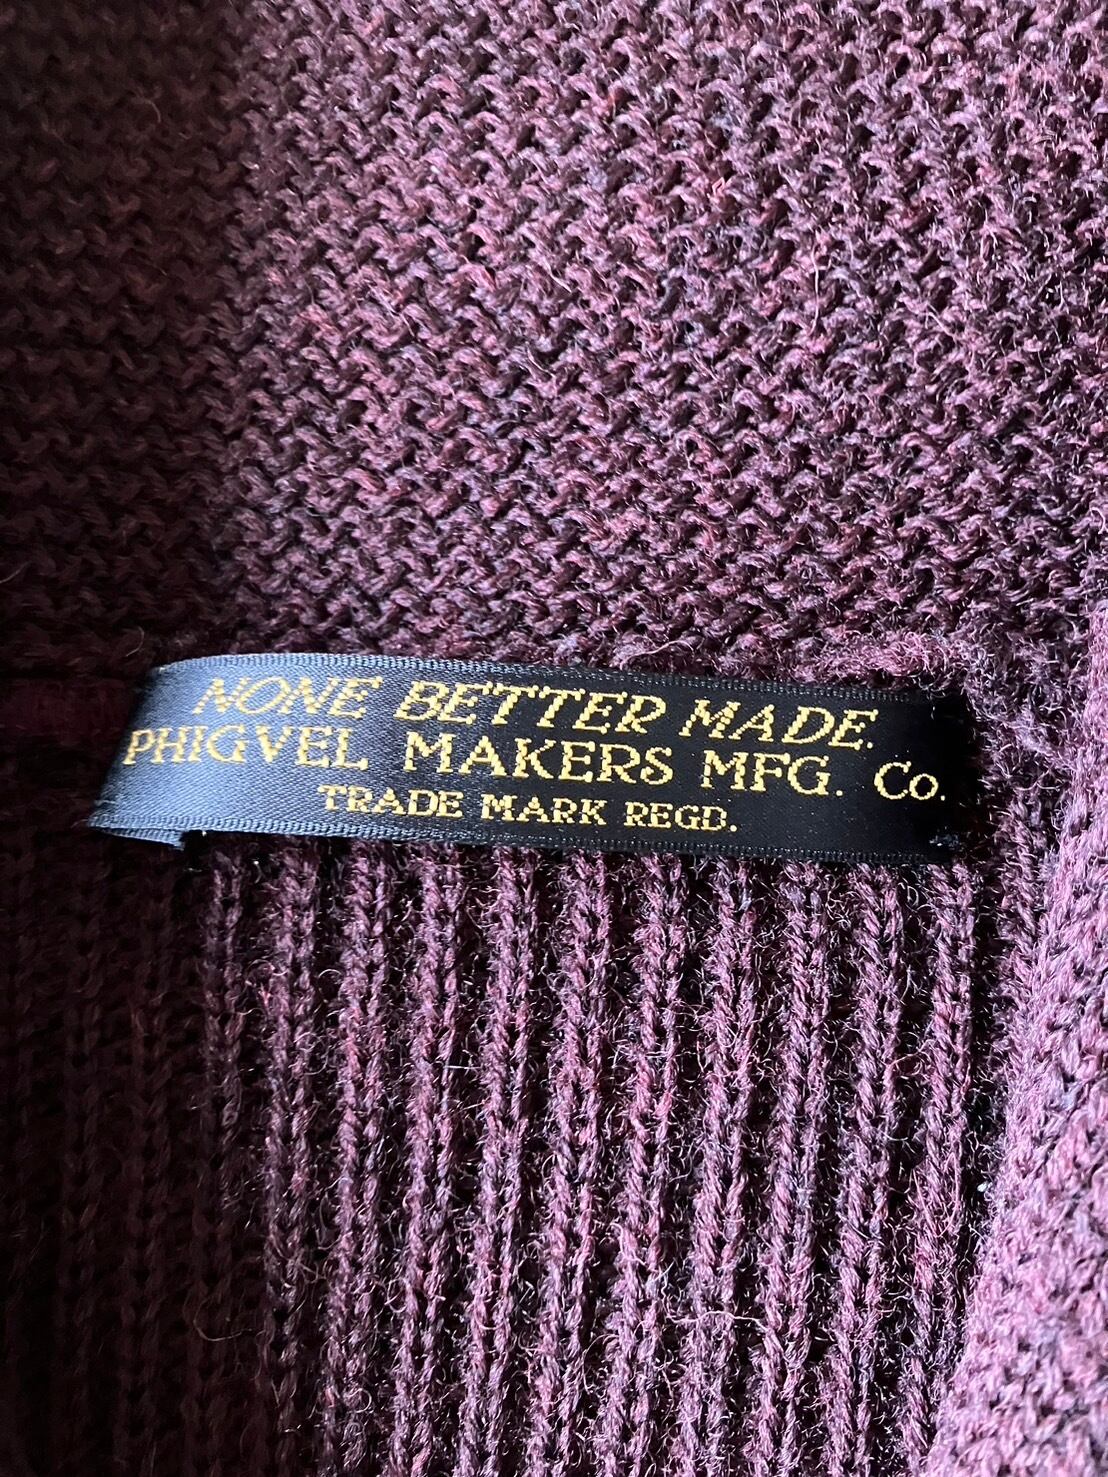 NONE BETTER MADE.
PHIGVEL MAKERS MFG. Co.
TRADE MARK REGD.